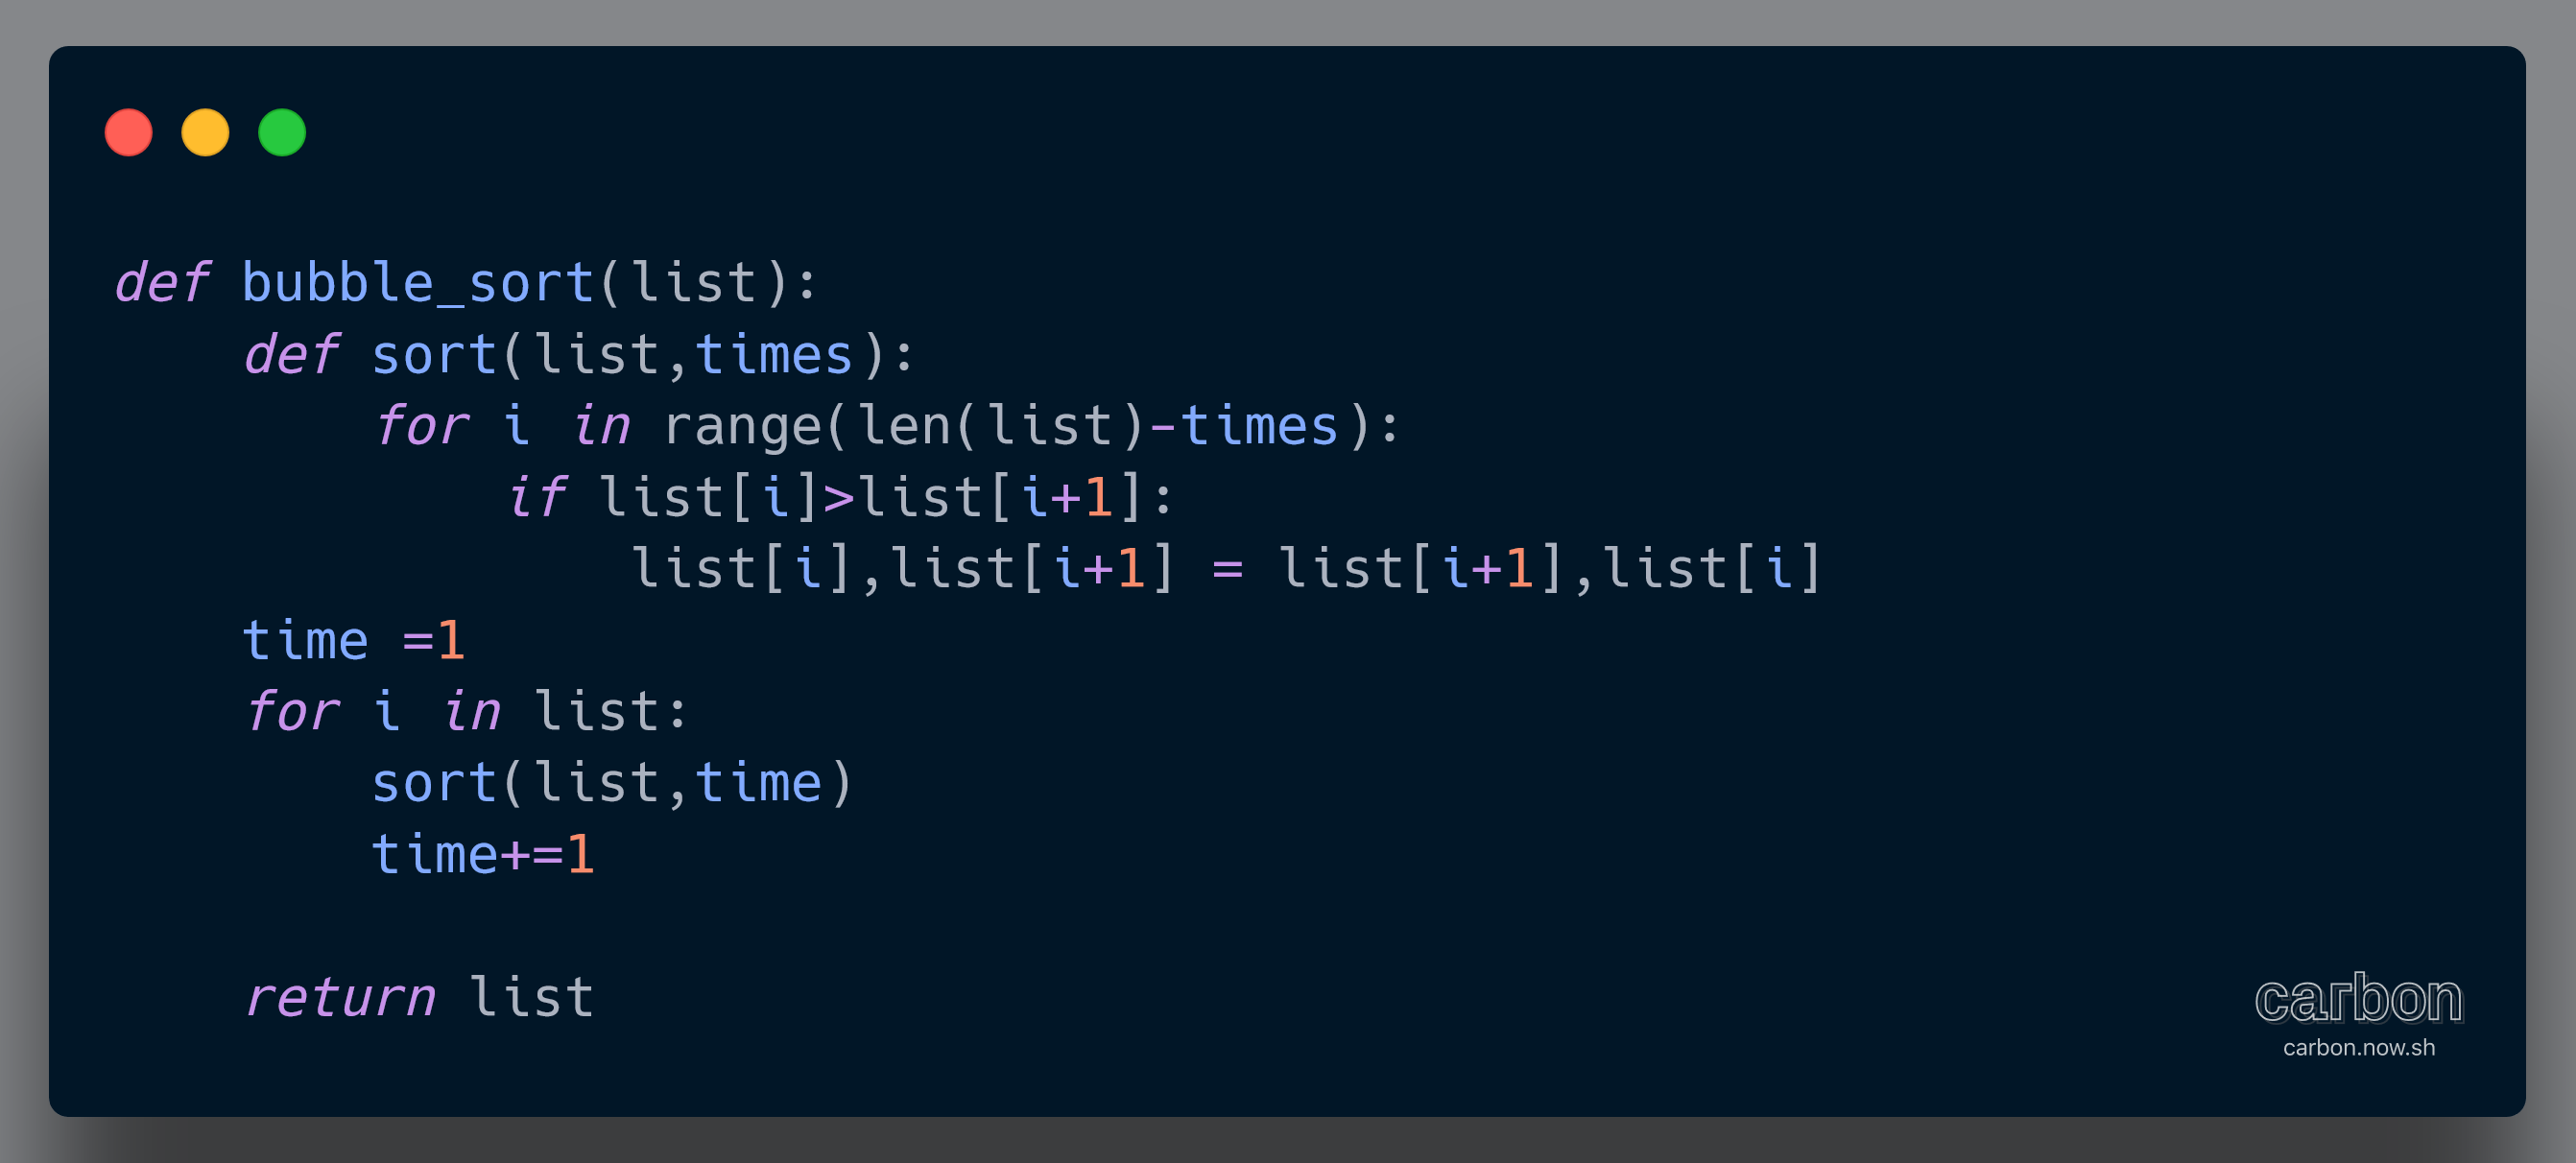 def bubble_sort(list):
    def sort(list,times):
        for i in range(len(list)-times):
            if list[i]>list[i+1]:
                list[i],list[i+1] = list[i+1],list[i]
    time =1
    for i in list:
        sort(list,time)
        time+=1

    return list
carbon
carbon.now.sh